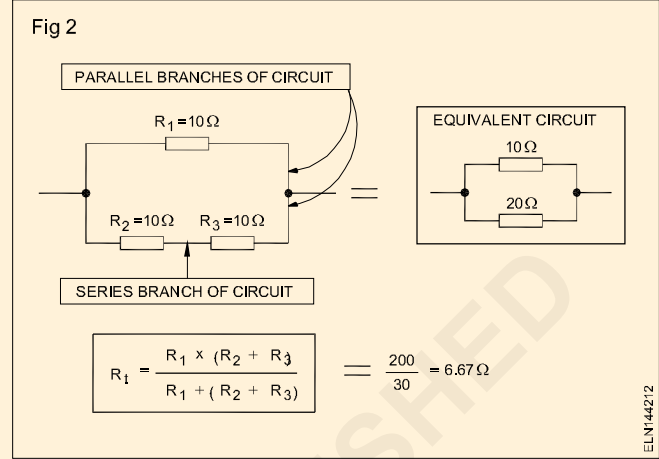 Fig 2
PARALLEL BRANCHES OF CIRCUIT
R1=10Ω
EQUIVALENT CIRCUIT
10Ω
20Ω
=
R2=10Ω R3=10Ω
SERIES BRANCH OF CIRCUIT
Rt = R1 x (R2 + R3) / R1 + (R2 + R3) = 200 / 30 = 6.67Ω
ELN144212
SHED